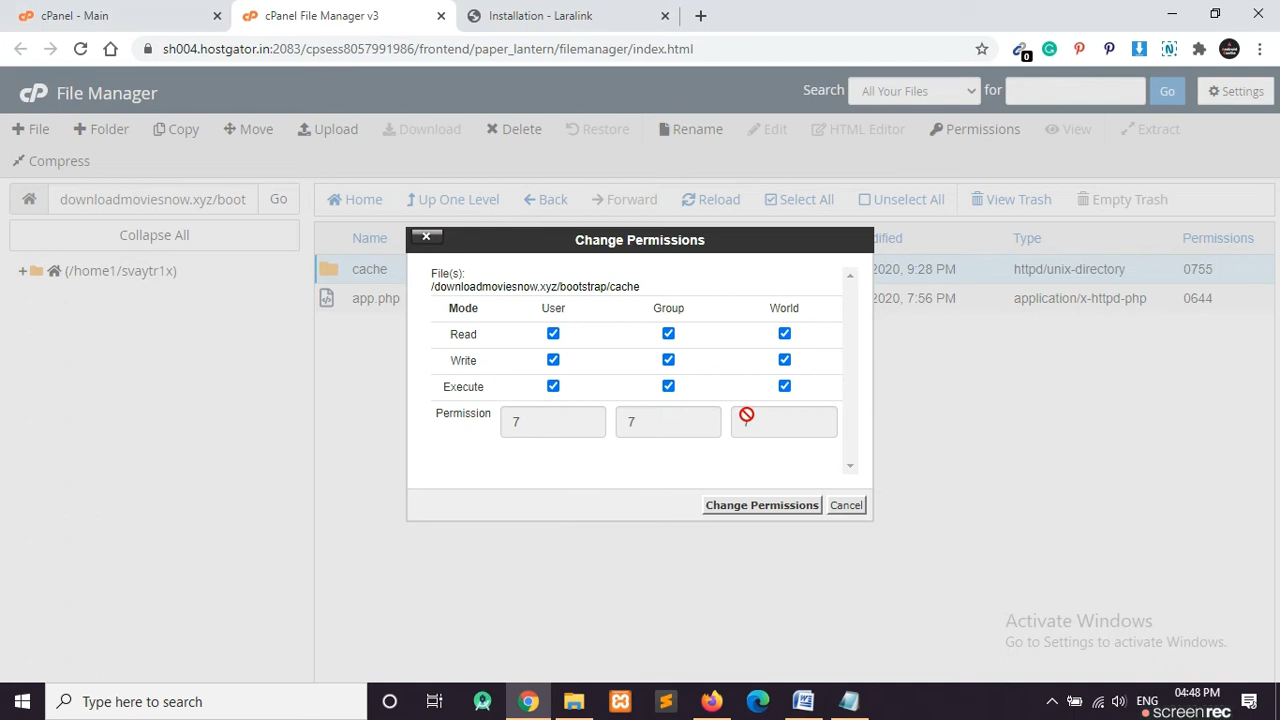 cPanel - Main
cPanel File Manager v3
Installation - Laralink
sh004.hostgator.in:2083/cpsess8057991986/frontend/paper_lantern/filemanager/index.html
0
cP File Manager
Search
All Your Files
for
Go
Settings
File
Folder
Copy
Move
Upload
Download
Delete
Restore
Rename
Edit
HTML Editor
Permissions
View
Extract
Compress
downloadmoviesnow.xyz/boot
Go
Home
Up One Level
Back
Forward
Reload
Select All
Unselect All
View Trash
Empty Trash
Collapse All
(/home1/svaytr1x)
Name
dified
Type
Permissions
cache
2020, 9:28 PM
httpd/unix-directory
0755
app.php
2020, 7:56 PM
application/x-httpd-php
0644
Change Permissions
File(s):
/downloadmoviesnow.xyz/bootstrap/cache
Mode User Group World
Read
Write
Execute
Permission 7 7
Change Permissions
Cancel
Activate Windows
Go to Settings to activate Windows.
Type here to search
ENG
04:48 PM
screenrec